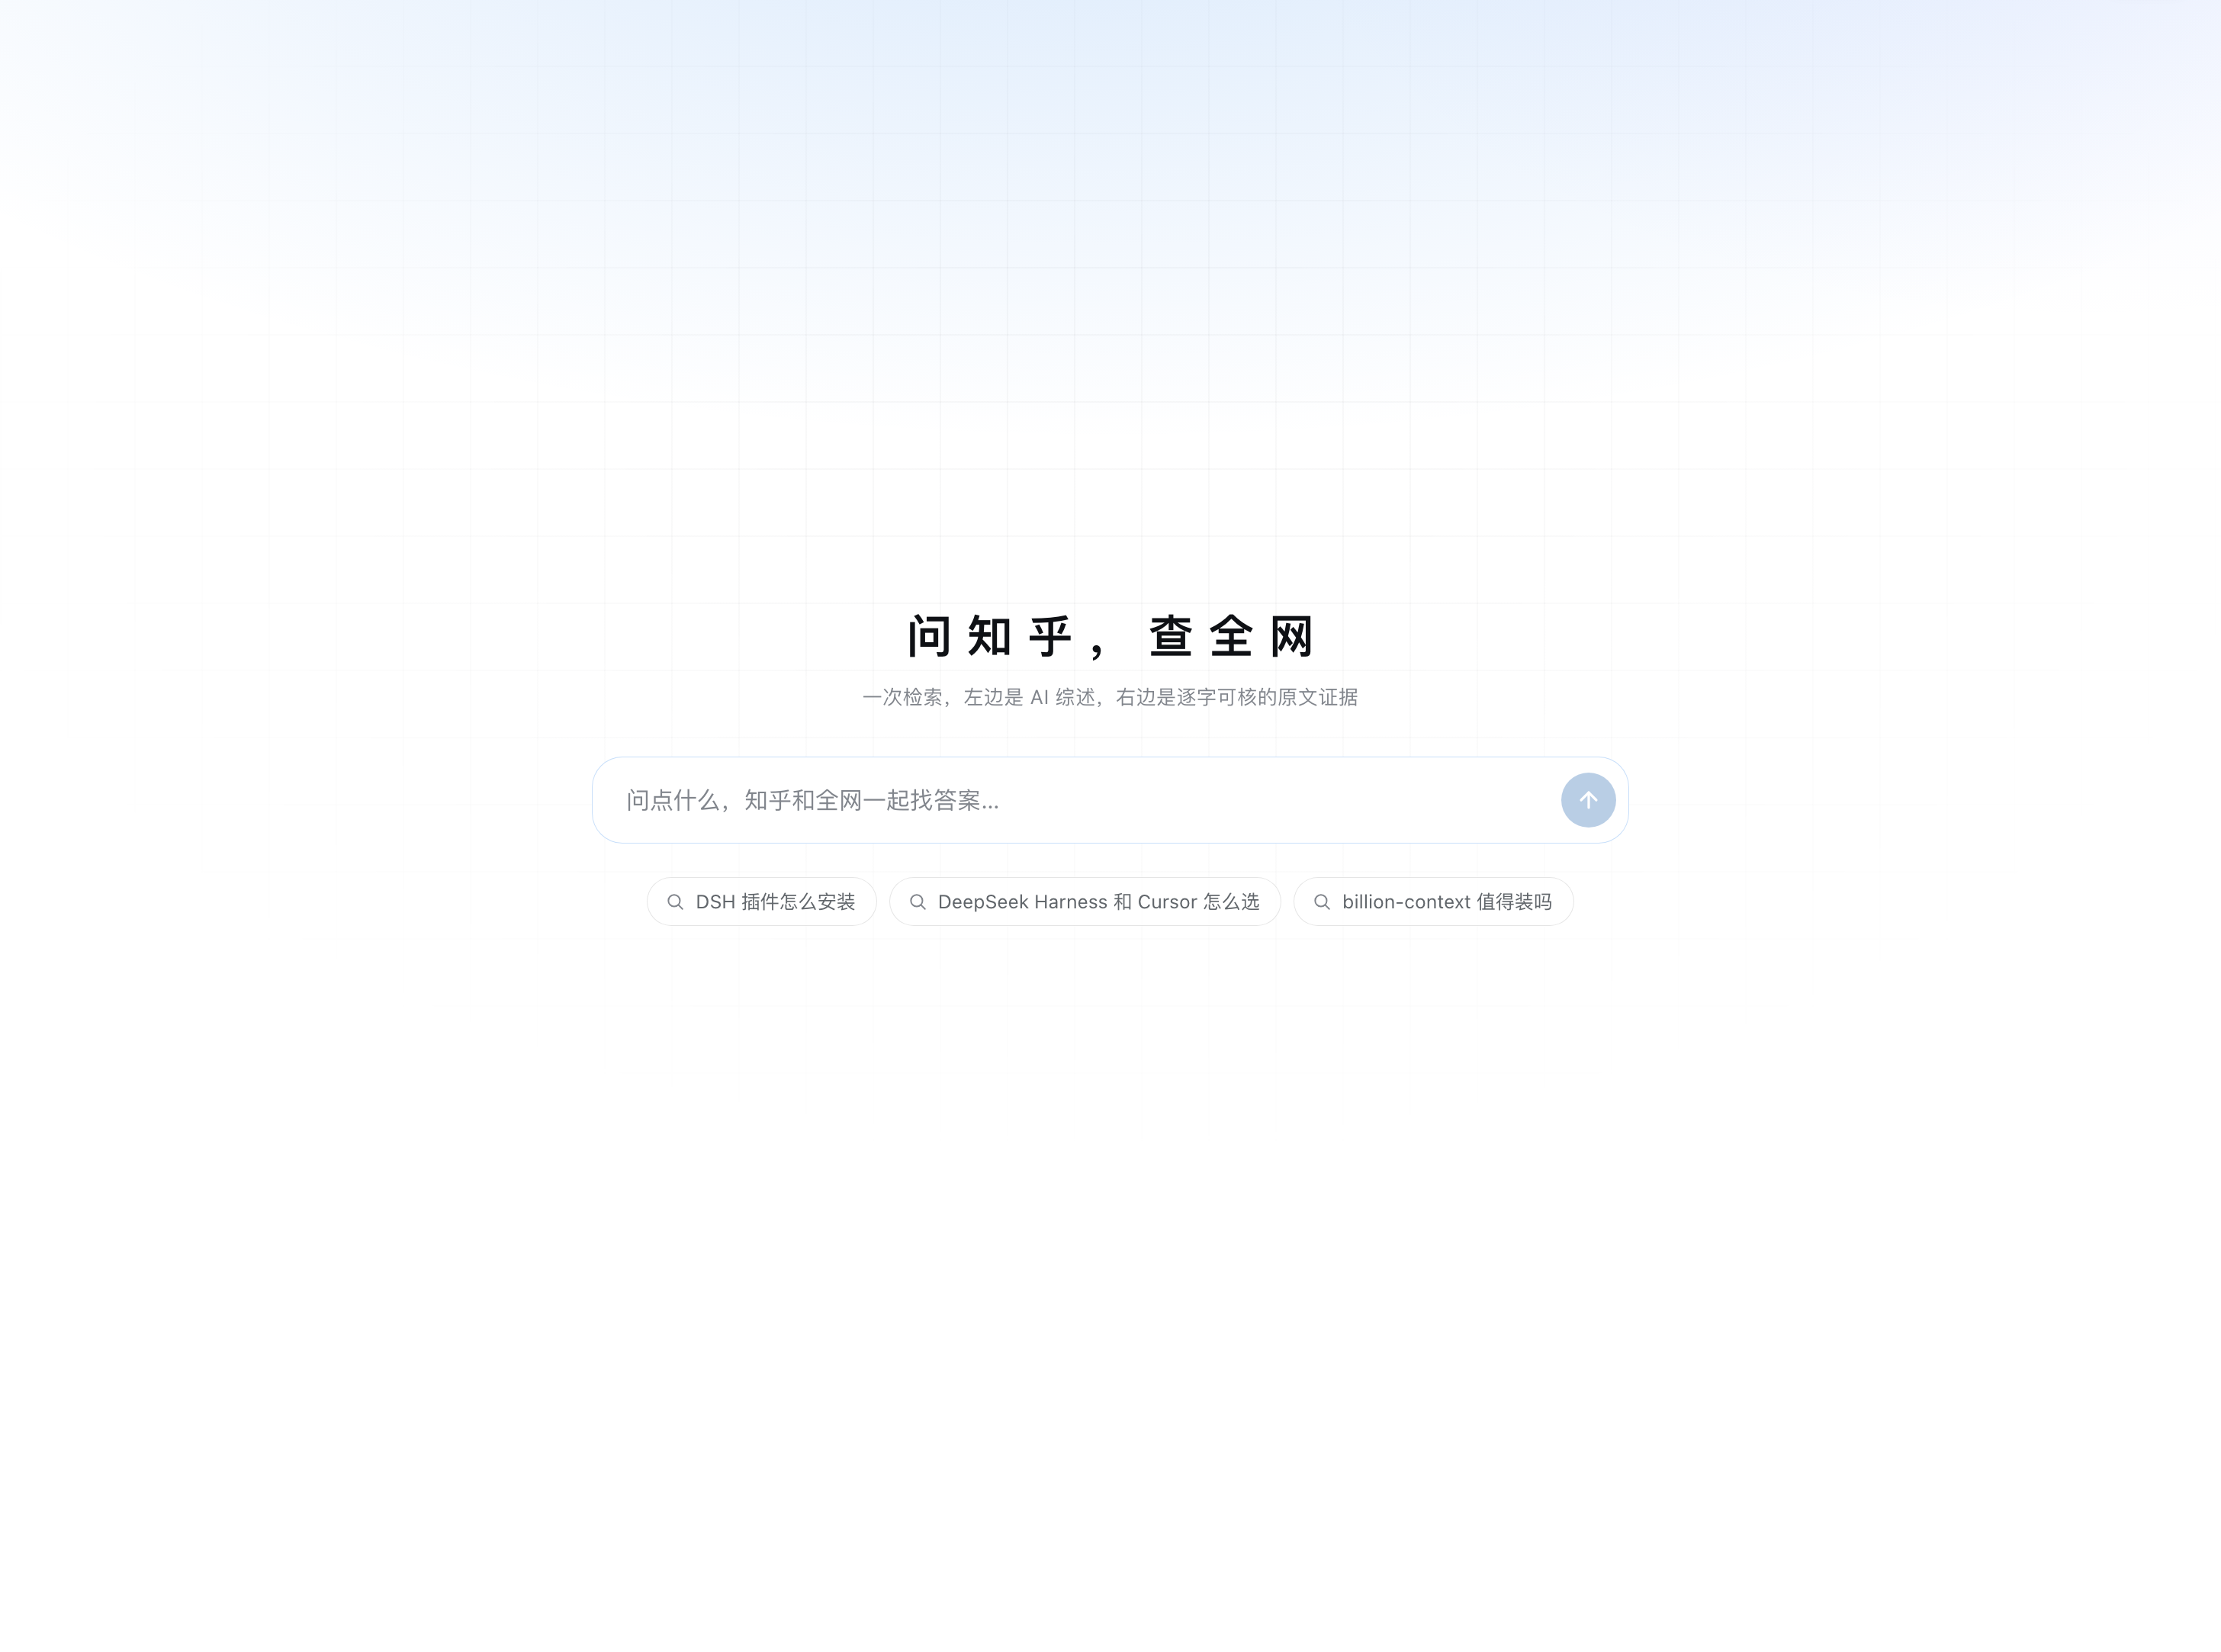 问知乎，查全网
一次检索，左边是 AI 综述，右边是逐字可核的原文证据
问点什么，知乎和全网一起找答案...
DSH 插件怎么安装
DeepSeek Harness 和 Cursor 怎么选
billion-context 值得装吗